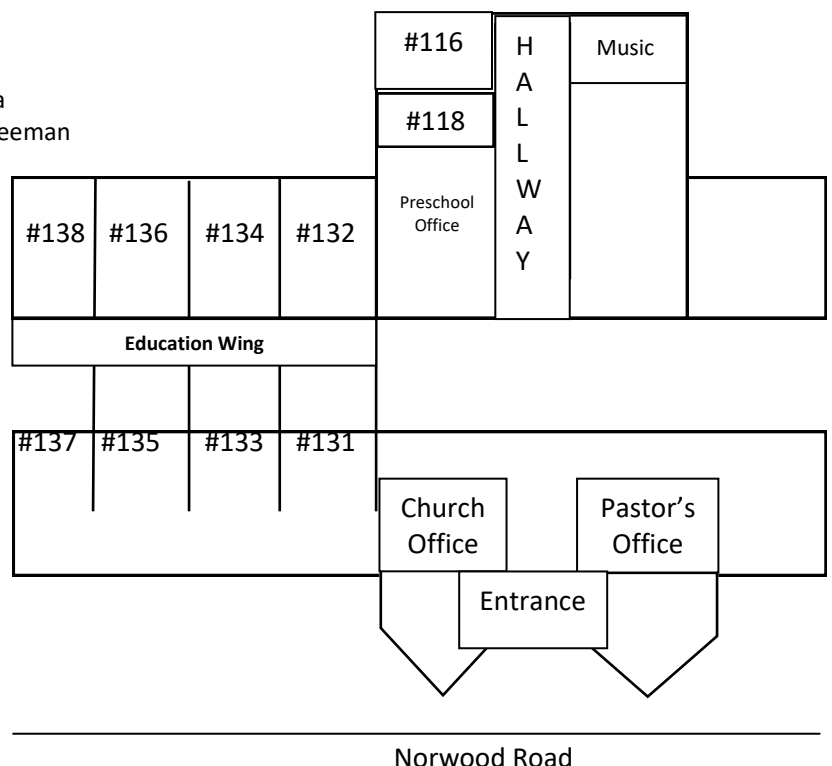 #116
H
A
L
L
W
A
Y
Music
a
eeman
#118
Preschool
Office
#138 #136 #134 #132
Education Wing
#137 #135 #133 #131
Church
Office
Pastor’s
Office
Entrance
Norwood Road